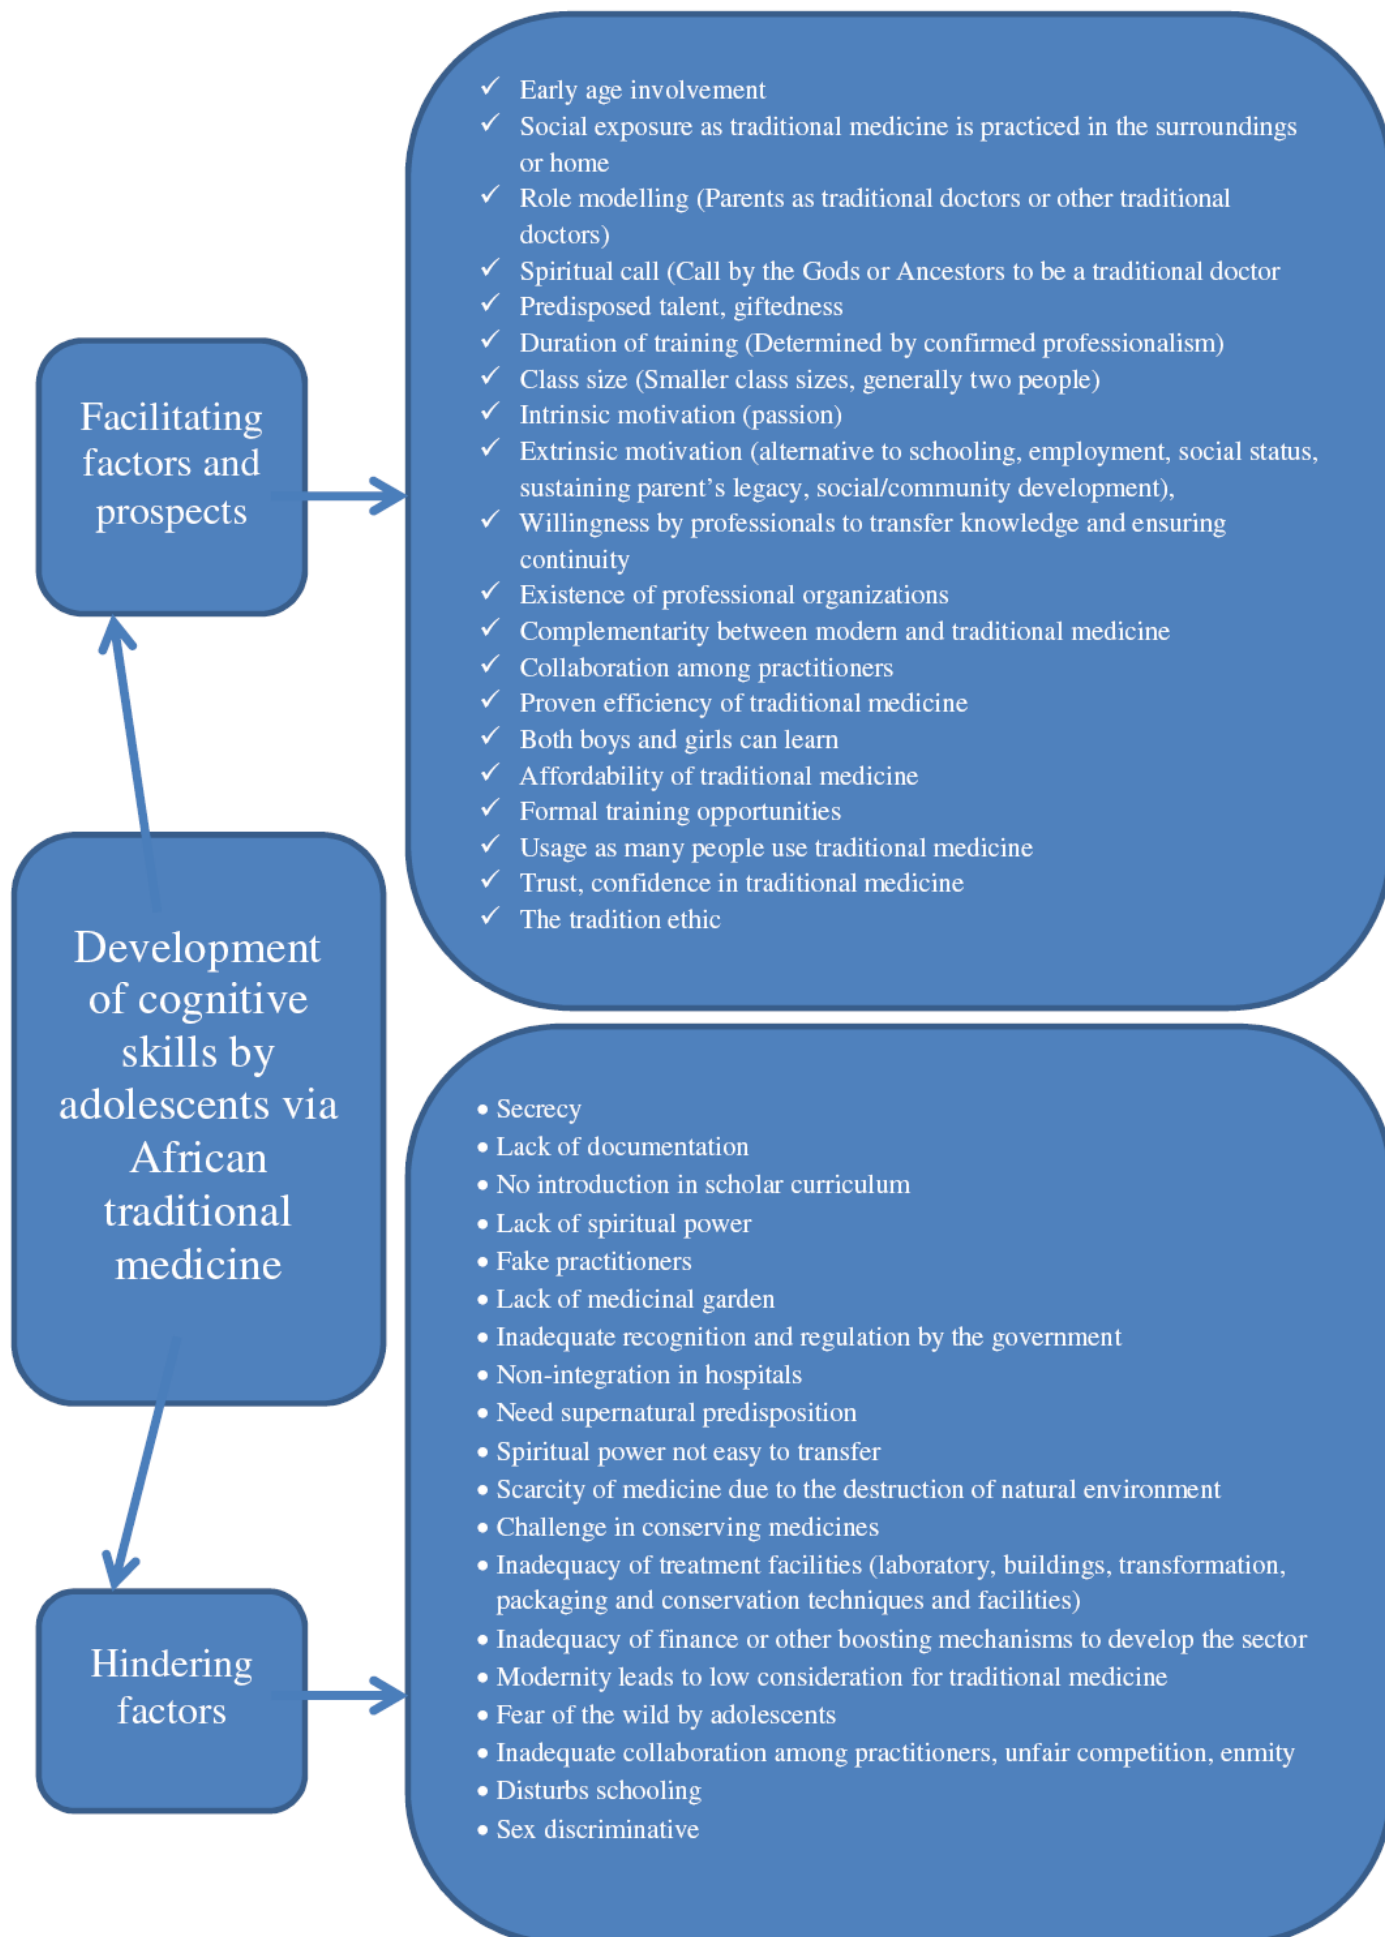 Facilitating
factors and
prospects
✓ Early age involvement
✓ Social exposure as traditional medicine is practiced in the surroundings
or home
✓ Role modelling (Parents as traditional doctors or other traditional
doctors)
✓ Spiritual call (Call by the Gods or Ancestors to be a traditional doctor
✓ Predisposed talent, giftedness
✓ Duration of training (Determined by confirmed professionalism)
✓ Class size (Smaller class sizes, generally two people)
✓ Intrinsic motivation (passion)
✓ Extrinsic motivation (alternative to schooling, employment, social status,
sustaining parent’s legacy, social/community development),
✓ Willingness by professionals to transfer knowledge and ensuring
continuity
✓ Existence of professional organizations
✓ Complementarity between modern and traditional medicine
✓ Collaboration among practitioners
✓ Proven efficiency of traditional medicine
✓ Both boys and girls can learn
✓ Affordability of traditional medicine
✓ Formal training opportunities
✓ Usage as many people use traditional medicine
✓ Trust, confidence in traditional medicine
✓ The tradition ethic
Development
of cognitive
skills by
adolescents via
African
traditional
medicine
Hindering
factors
• Secrecy
• Lack of documentation
• No introduction in scholar curriculum
• Lack of spiritual power
• Fake practitioners
• Lack of medicinal garden
• Inadequate recognition and regulation by the government
• Non-integration in hospitals
• Need supernatural predisposition
• Spiritual power not easy to transfer
• Scarcity of medicine due to the destruction of natural environment
• Challenge in conserving medicines
• Inadequacy of treatment facilities (laboratory, buildings, transformation,
packaging and conservation techniques and facilities)
• Inadequacy of finance or other boosting mechanisms to develop the sector
• Modernity leads to low consideration for traditional medicine
• Fear of the wild by adolescents
• Inadequate collaboration among practitioners, unfair competition, enmity
• Disturbs schooling
• Sex discriminative